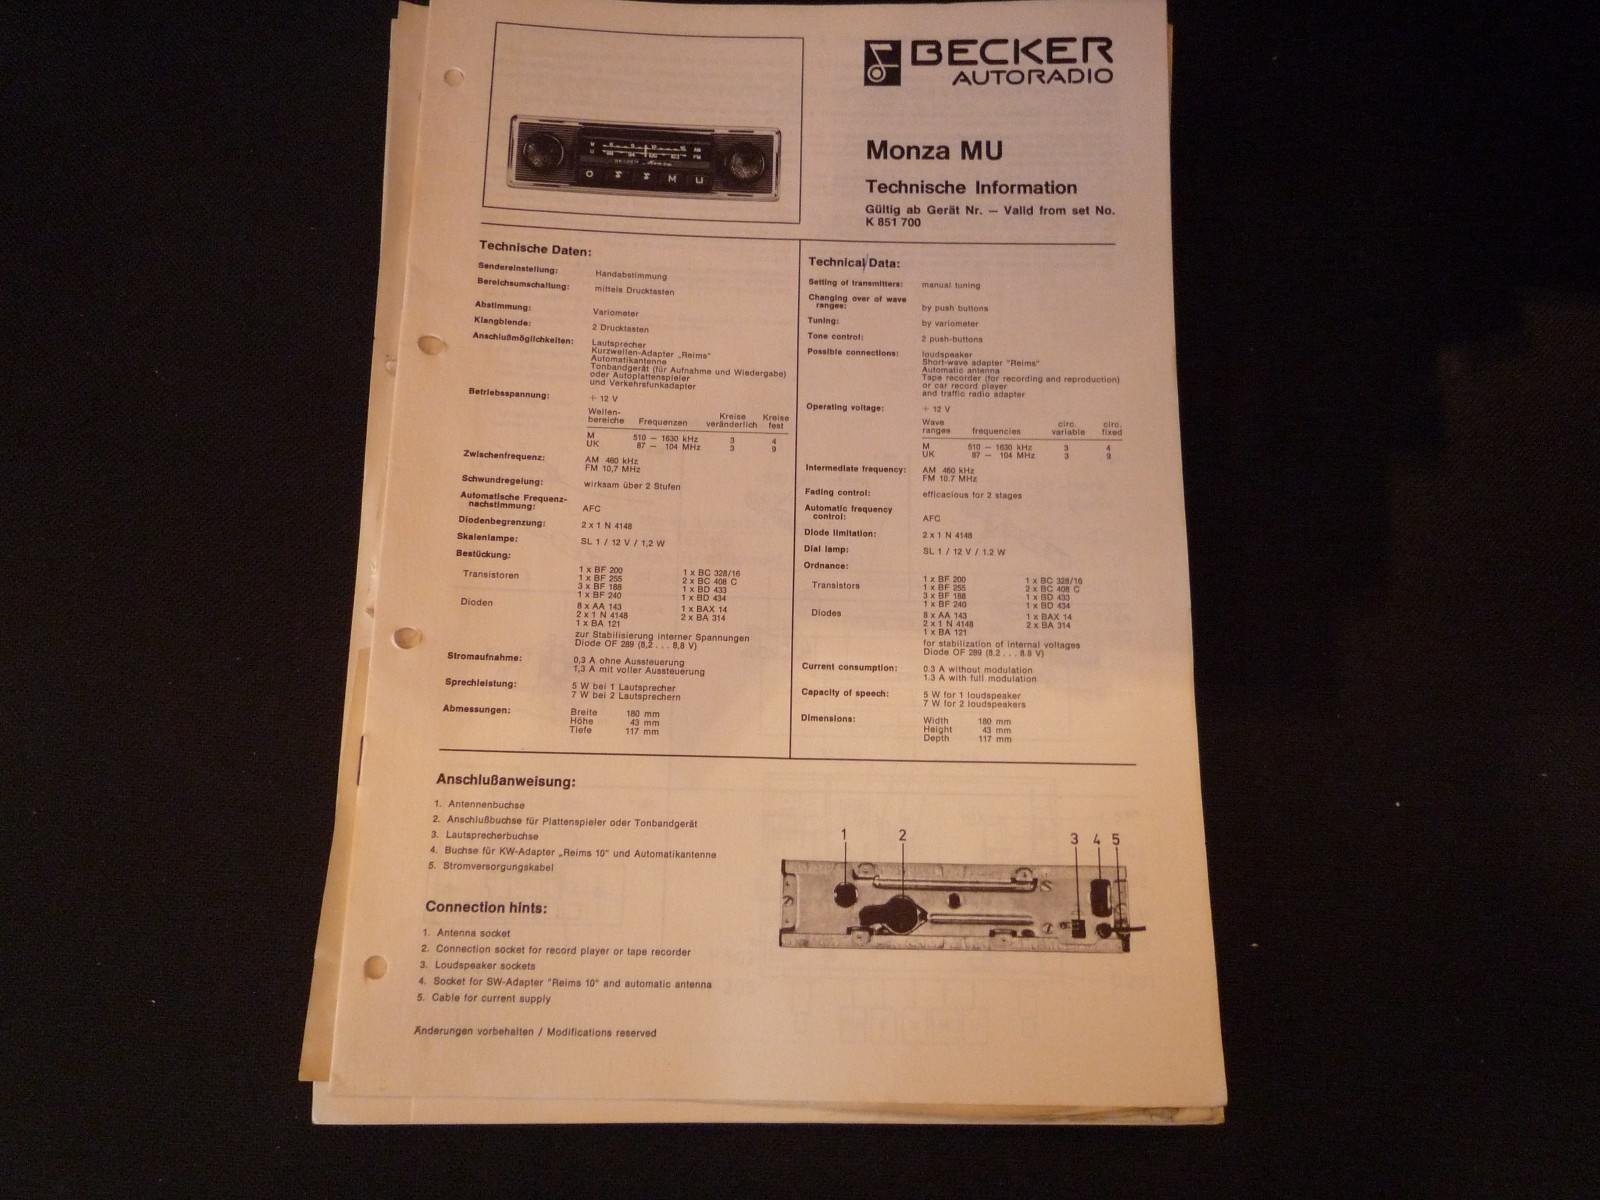 BECKER
AUTORADIO
Monza MU
Technische Information
Gültig ab Gerät Nr. — Valid from set No.
K 851 700
BECKER Monza
O M U
Technische Daten:
Sendereinstellung: Handabstimmung
Bereichsumschaltung: mittels Drucktasten
Abstimmung: Variometer
Klangblende: 2 Drucktasten
Anschlußmöglichkeiten: Lautsprecher
Kurzwellen-Adapter „Reims"
Automatikantenne
Tonbandgerät (für Aufnahme und Wiedergabe)
oder Autoplattenspieler
und Verkehrsfunkadapter
Betriebsspannung: + 12 V
Wellen- Kreise Kreise
bereiche Frequenzen veränderlich fest
M 510 — 1630 kHz 3 4
UK 87 — 104 MHz 3 9
Zwischenfrequenz: AM 460 kHz
FM 10,7 MHz
Schwundregelung: wirksam über 2 Stufen
Automatische Frequenz-
nachstimmung: AFC
Diodenbegrenzung: 2 x 1 N 4148
Skalenlampe: SL 1 / 12 V / 1,2 W
Bestückung:
Transistoren 1 x BF 200 1 x BC 328/16
1 x BF 255 2 x BC 408 C
3 x BF 188 1 x BD 433
1 x BF 240 1 x BD 434
Dioden 8 x AA 143 1 x BAX 14
2 x 1 N 4148 2 x BA 314
1 x BA 121
zur Stabilisierung interner Spannungen
Diode OF 289 (8,2 . . . 8,8 V)
Stromaufnahme: 0,3 A ohne Aussteuerung
1,3 A mit voller Aussteuerung
Sprechleistung: 5 W bei 1 Lautsprecher
7 W bei 2 Lautsprechern
Abmessungen: Breite 180 mm
Höhe 43 mm
Tiefe 117 mm
Technical Data:
Setting of transmitters: manual tuning
Changing over of wave
ranges: by push buttons
Tuning: by variometer
Tone control: 2 push-buttons
Possible connections: loudspeaker
Short-wave adapter "Reims"
Automatic antenna
Tape recorder (for recording and reproduction)
or car record player
and traffic radio adapter
Operating voltage: + 12 V
Wave circ. circ.
ranges frequencies variable fixed
M 510 — 1630 kHz 3 4
UK 87 — 104 MHz 3 9
Intermediate frequency: AM 460 kHz
FM 10.7 MHz
Fading control: efficacious for 2 stages
Automatic frequency
control: AFC
Diode limitation: 2 x 1 N 4148
Dial lamp: SL 1 / 12 V / 1.2 W
Ordnance:
Transistors 1 x BF 200 1 x BC 328/16
1 x BF 255 2 x BC 408 C
3 x BF 188 1 x BD 433
1 x BF 240 1 x BD 434
Diodes 8 x AA 143 1 x BAX 14
2 x 1 N 4148 2 x BA 314
1 x BA 121
for stabilization of internal voltages
Diode OF 289 (8.2 . . . 8.8 V)
Current consumption: 0.3 A without modulation
1.3 A with full modulation
Capacity of speech: 5 W for 1 loudspeaker
7 W for 2 loudspeakers
Dimensions: Width 180 mm
Height 43 mm
Depth 117 mm
Anschlußanweisung:
1. Antennenbuchse
2. Anschlußbuchse für Plattenspieler oder Tonbandgerät
3. Lautsprecherbuchse
4. Buchse für KW-Adapter „Reims 10" und Automatikantenne
5. Stromversorgungskabel
Connection hints:
1. Antenna socket
2. Connection socket for record player or tape recorder
3. Loudspeaker sockets
4. Socket for SW-Adapter "Reims 10" and automatic antenna
5. Cable for current supply
1 2 3 4 5
Änderungen vorbehalten / Modifications reserved